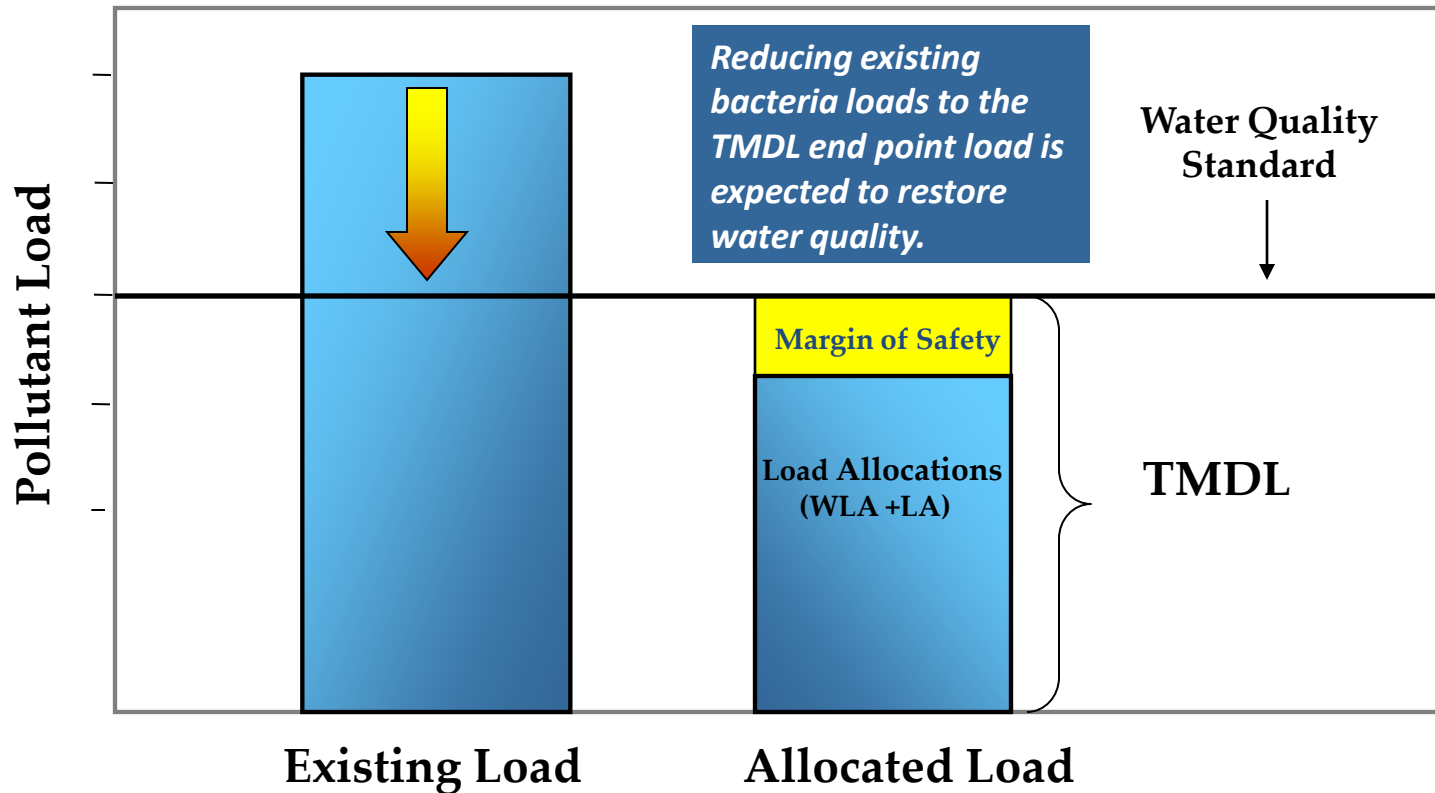 Reducing existing
bacteria loads to the
TMDL end point load is
expected to restore
water quality.
Water Quality
Standard
Pollutant Load
Margin of Safety
Load Allocations
(WLA +LA)
TMDL
Existing Load
Allocated Load